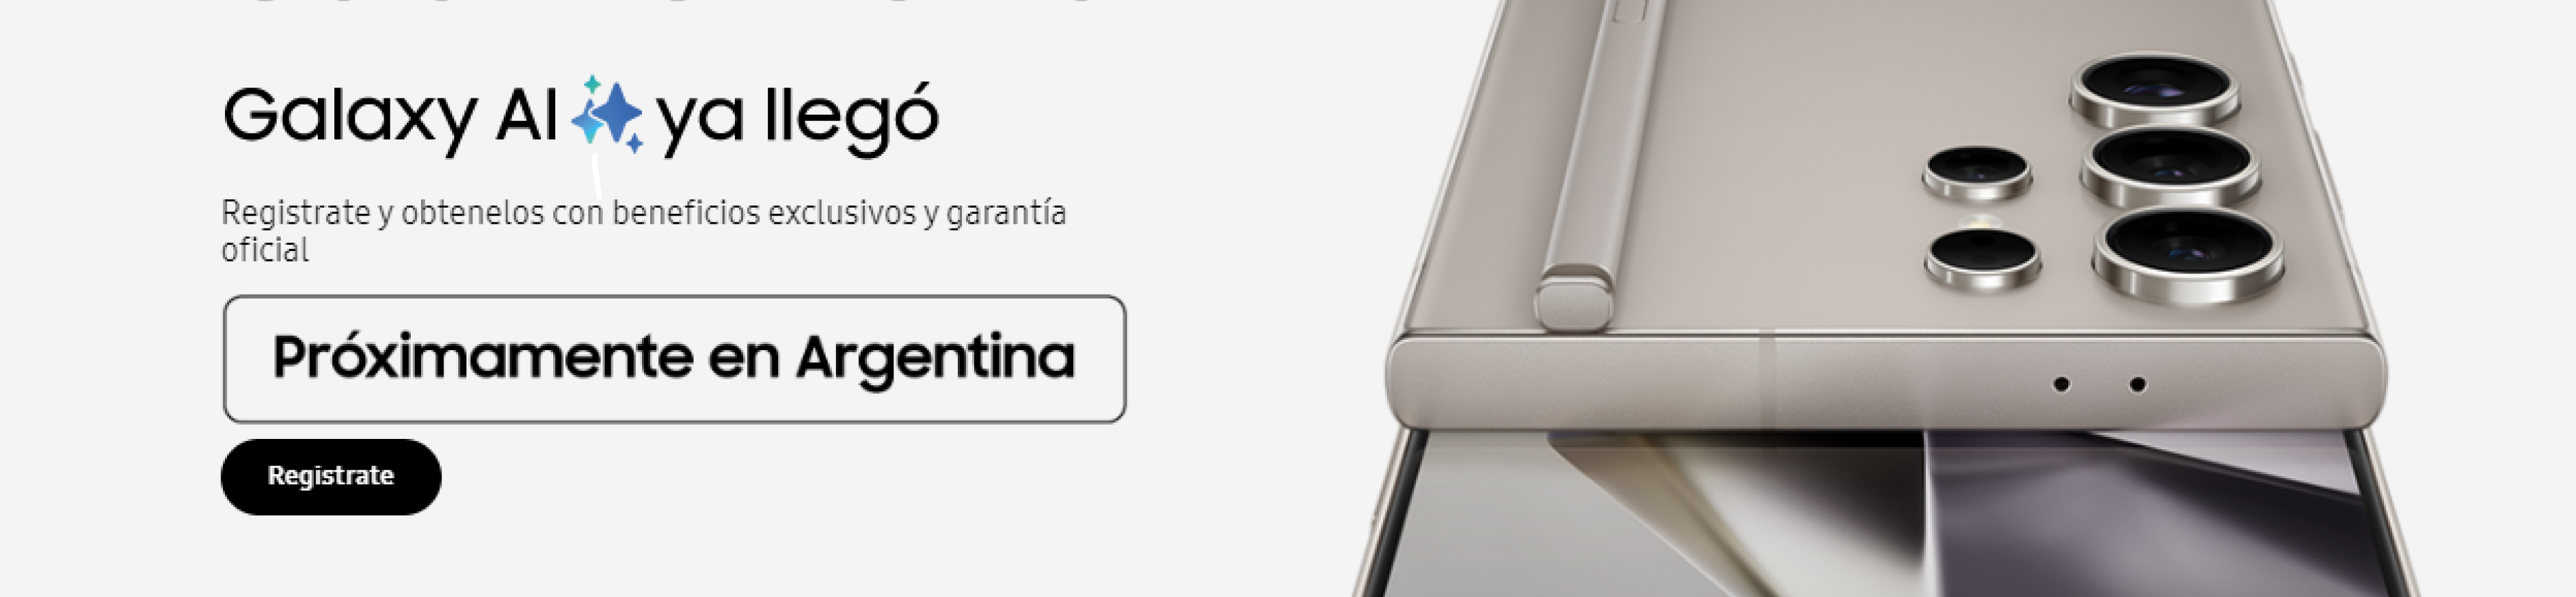 Galaxy AI ya llegó
Registrate y obtenelos con beneficios exclusivos y garantía
oficial
Próximamente en Argentina
Registrate